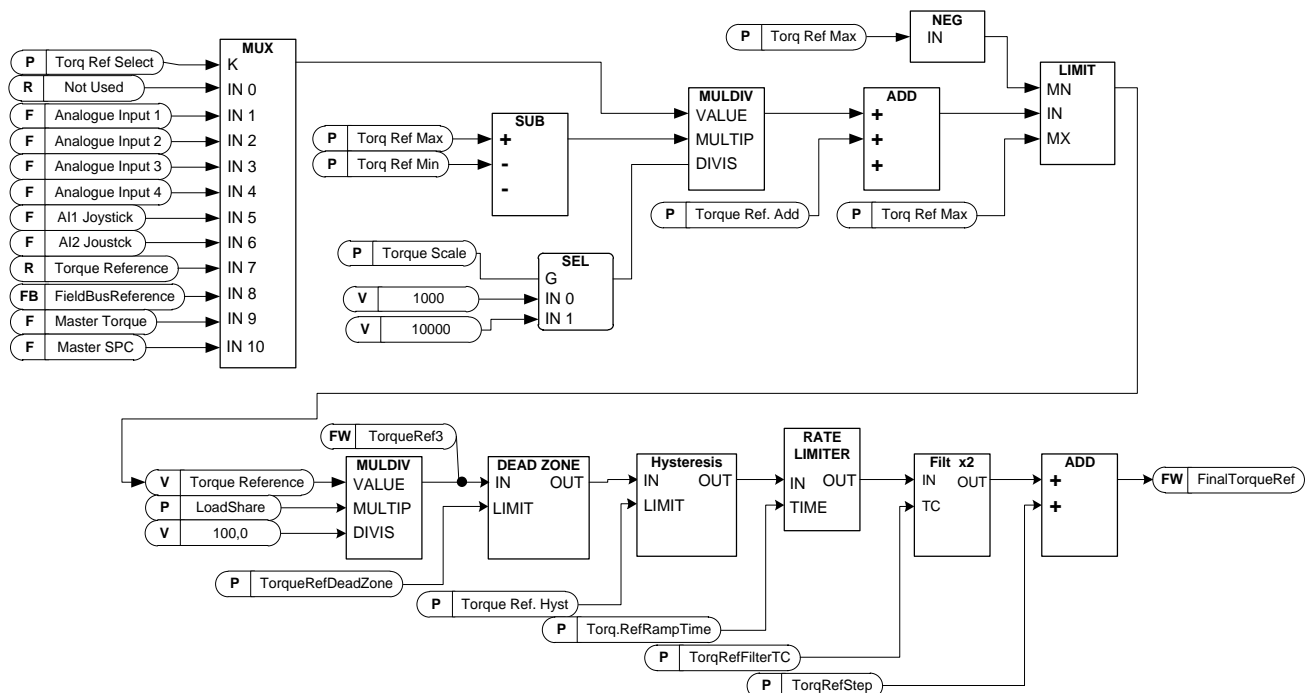 NEG
P Torq Ref Max
IN
MUX
P Torq Ref Select
K
R Not Used
IN 0
F Analogue Input 1
IN 1
F Analogue Input 2
IN 2
F Analogue Input 3
IN 3
F Analogue Input 4
IN 4
F AI1 Joystick
IN 5
F AI2 Joustck
IN 6
R Torque Reference
IN 7
FB FieldBusReference
IN 8
F Master Torque
IN 9
F Master SPC
IN 10
SUB
P Torq Ref Max
+
P Torq Ref Min
-
-
P Torque Scale
SEL
G
V 1000
IN 0
V 10000
IN 1
MULDIV
VALUE
MULTIP
DIVIS
P Torque Ref. Add
ADD
+
+
+
P Torq Ref Max
LIMIT
MN
IN
MX
FW TorqueRef3
V Torque Reference
P LoadShare
V 100,0
MULDIV
VALUE
MULTIP
DIVIS
P TorqueRefDeadZone
DEAD ZONE
IN OUT
LIMIT
P Torque Ref. Hyst
Hysteresis
IN OUT
LIMIT
P Torq.RefRampTime
RATE
LIMITER
IN OUT
TIME
P TorqRefFilterTC
Filt x2
IN OUT
TC
P TorqRefStep
ADD
+
+
FW FinalTorqueRef